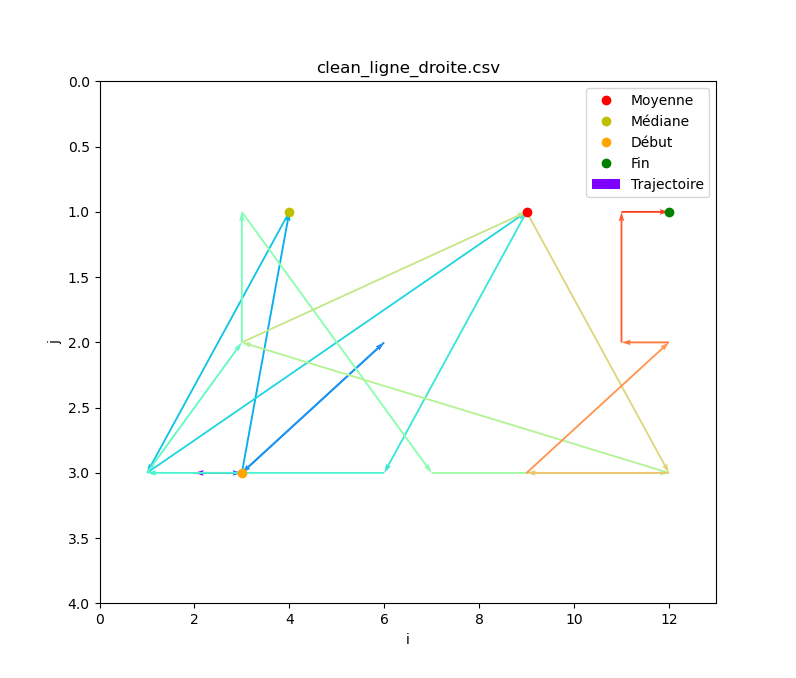 clean_ligne_droite.csv
Moyenne
Médiane
Début
Fin
Trajectoire
0.0
0.5
1.0
1.5
2.0
2.5
3.0
3.5
4.0
j
0 2 4 6 8 10 12
i